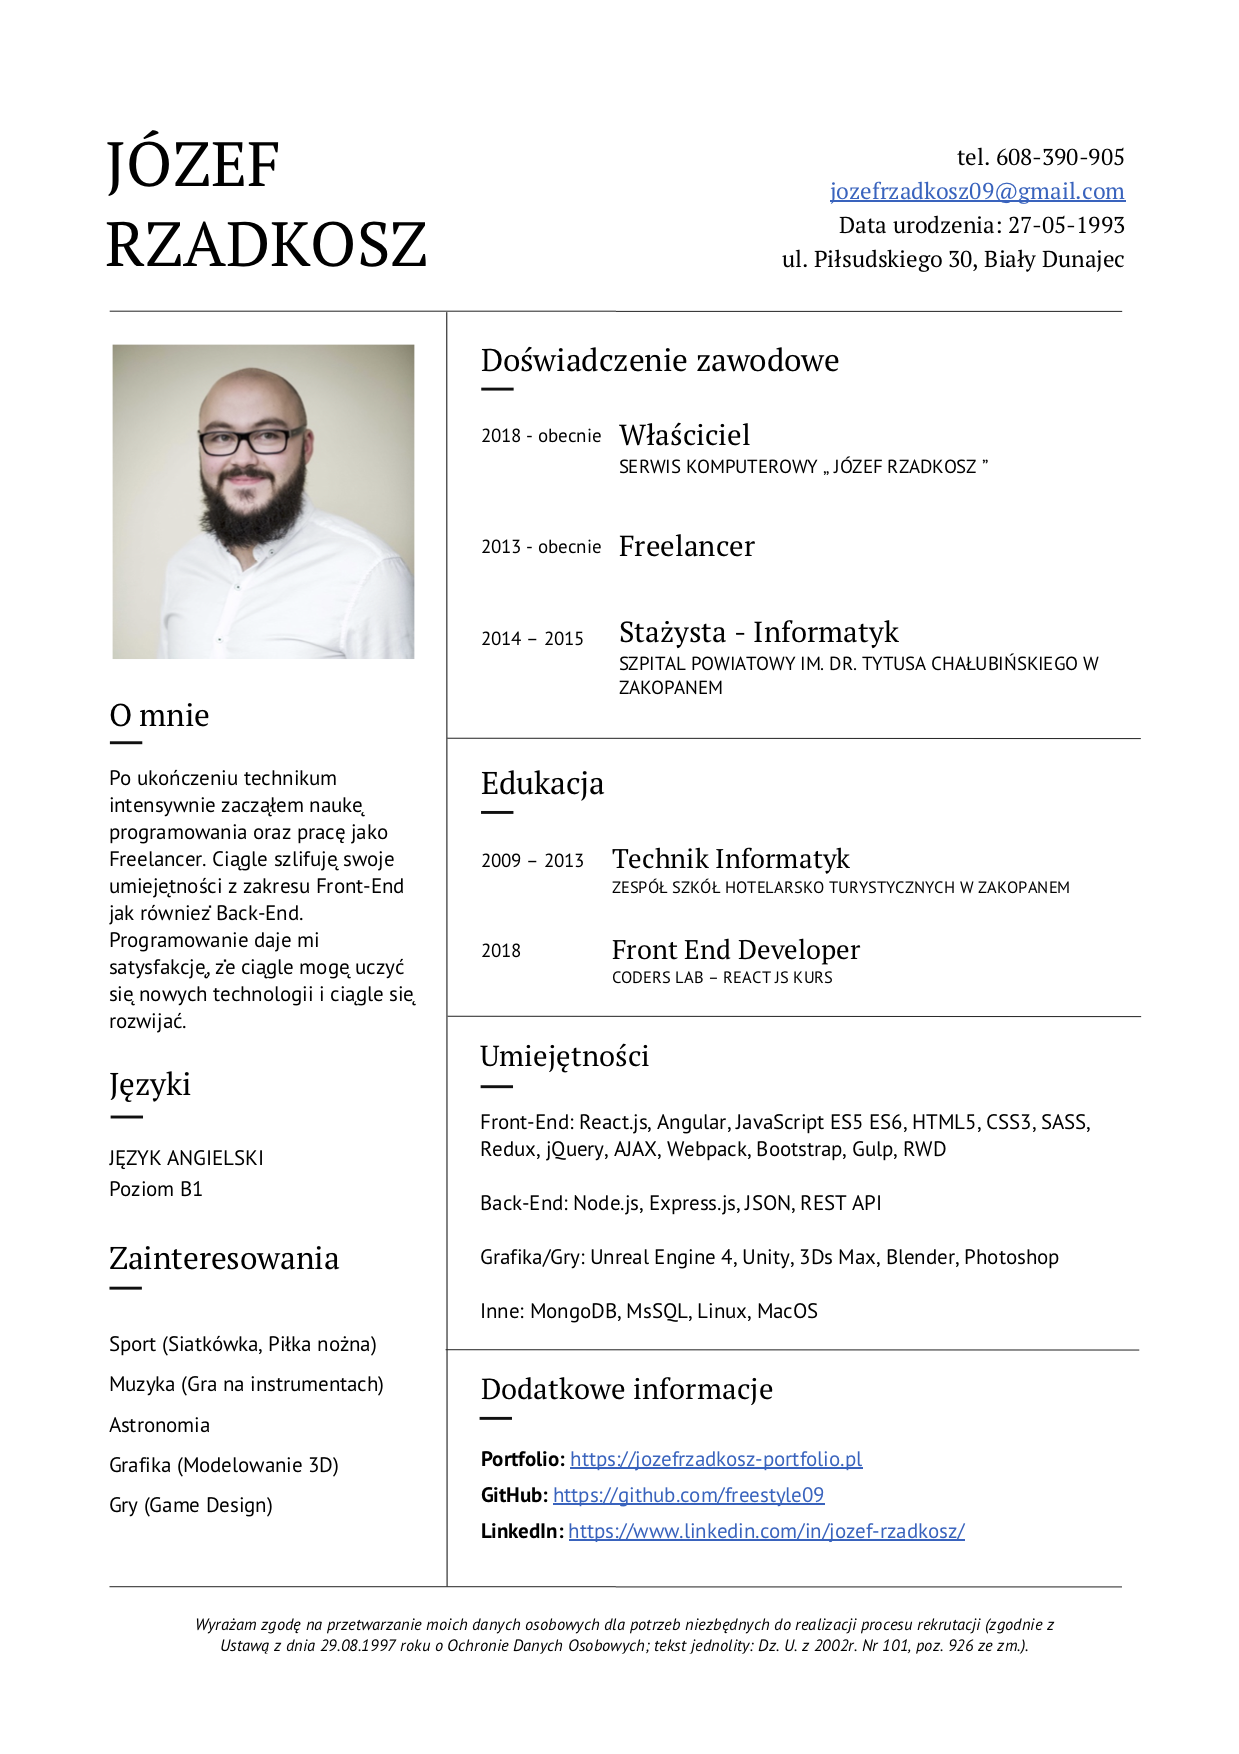 JÓZEF
RZADKOSZ
tel. 608-390-905
jozefrzadkosz09@gmail.com
Data urodzenia: 27-05-1993
ul. Piłsudskiego 30, Biały Dunajec
O mnie
Po ukończeniu technikum
intensywnie zacząłem naukę
programowania oraz pracę jako
Freelancer. Ciągle szlifuję swoje
umiejętności z zakresu Front-End
jak również Back-End.
Programowanie daje mi
satysfakcję, że ciągle mogę uczyć
się nowych technologii i ciągle się
rozwijać.
Języki
JĘZYK ANGIELSKI
Poziom B1
Zainteresowania
Sport (Siatkówka, Piłka nożna)
Muzyka (Gra na instrumentach)
Astronomia
Grafika (Modelowanie 3D)
Gry (Game Design)
Doświadczenie zawodowe
2018 - obecnie Właściciel
SERWIS KOMPUTEROWY „ JÓZEF RZADKOSZ ”
2013 - obecnie Freelancer
2014 – 2015 Stażysta - Informatyk
SZPITAL POWIATOWY IM. DR. TYTUSA CHAŁUBIŃSKIEGO W
ZAKOPANEM
Edukacja
2009 – 2013 Technik Informatyk
ZESPÓŁ SZKÓŁ HOTELARSKO TURYSTYCZNYCH W ZAKOPANEM
2018 Front End Developer
CODERS LAB – REACT JS KURS
Umiejętności
Front-End: React.js, Angular, JavaScript ES5 ES6, HTML5, CSS3, SASS,
Redux, jQuery, AJAX, Webpack, Bootstrap, Gulp, RWD
Back-End: Node.js, Express.js, JSON, REST API
Grafika/Gry: Unreal Engine 4, Unity, 3Ds Max, Blender, Photoshop
Inne: MongoDB, MsSQL, Linux, MacOS
Dodatkowe informacje
Portfolio: https://jozefrzadkosz-portfolio.pl
GitHub: https://github.com/freestyle09
LinkedIn: https://www.linkedin.com/in/jozef-rzadkosz/
Wyrażam zgodę na przetwarzanie moich danych osobowych dla potrzeb niezbędnych do realizacji procesu rekrutacji (zgodnie z
Ustawą z dnia 29.08.1997 roku o Ochronie Danych Osobowych; tekst jednolity: Dz. U. z 2002r. Nr 101, poz. 926 ze zm.).